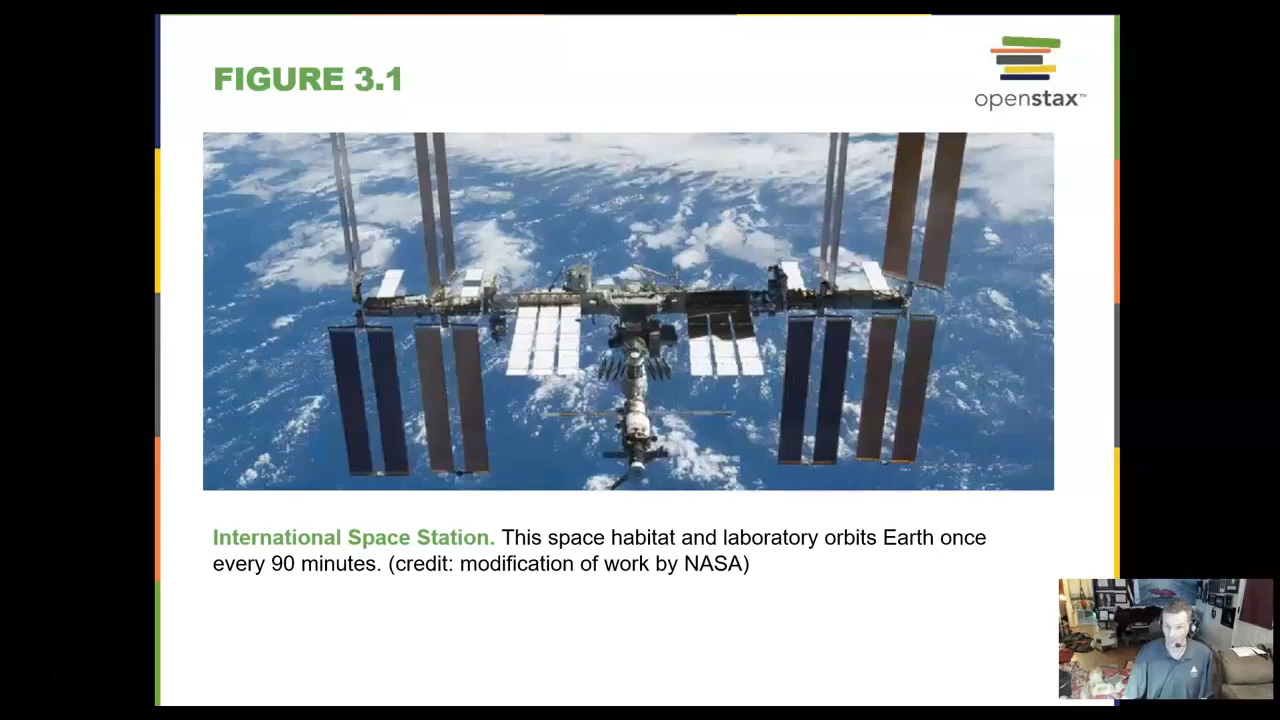 FIGURE 3.1
openstax™
International Space Station. This space habitat and laboratory orbits Earth once
every 90 minutes. (credit: modification of work by NASA)